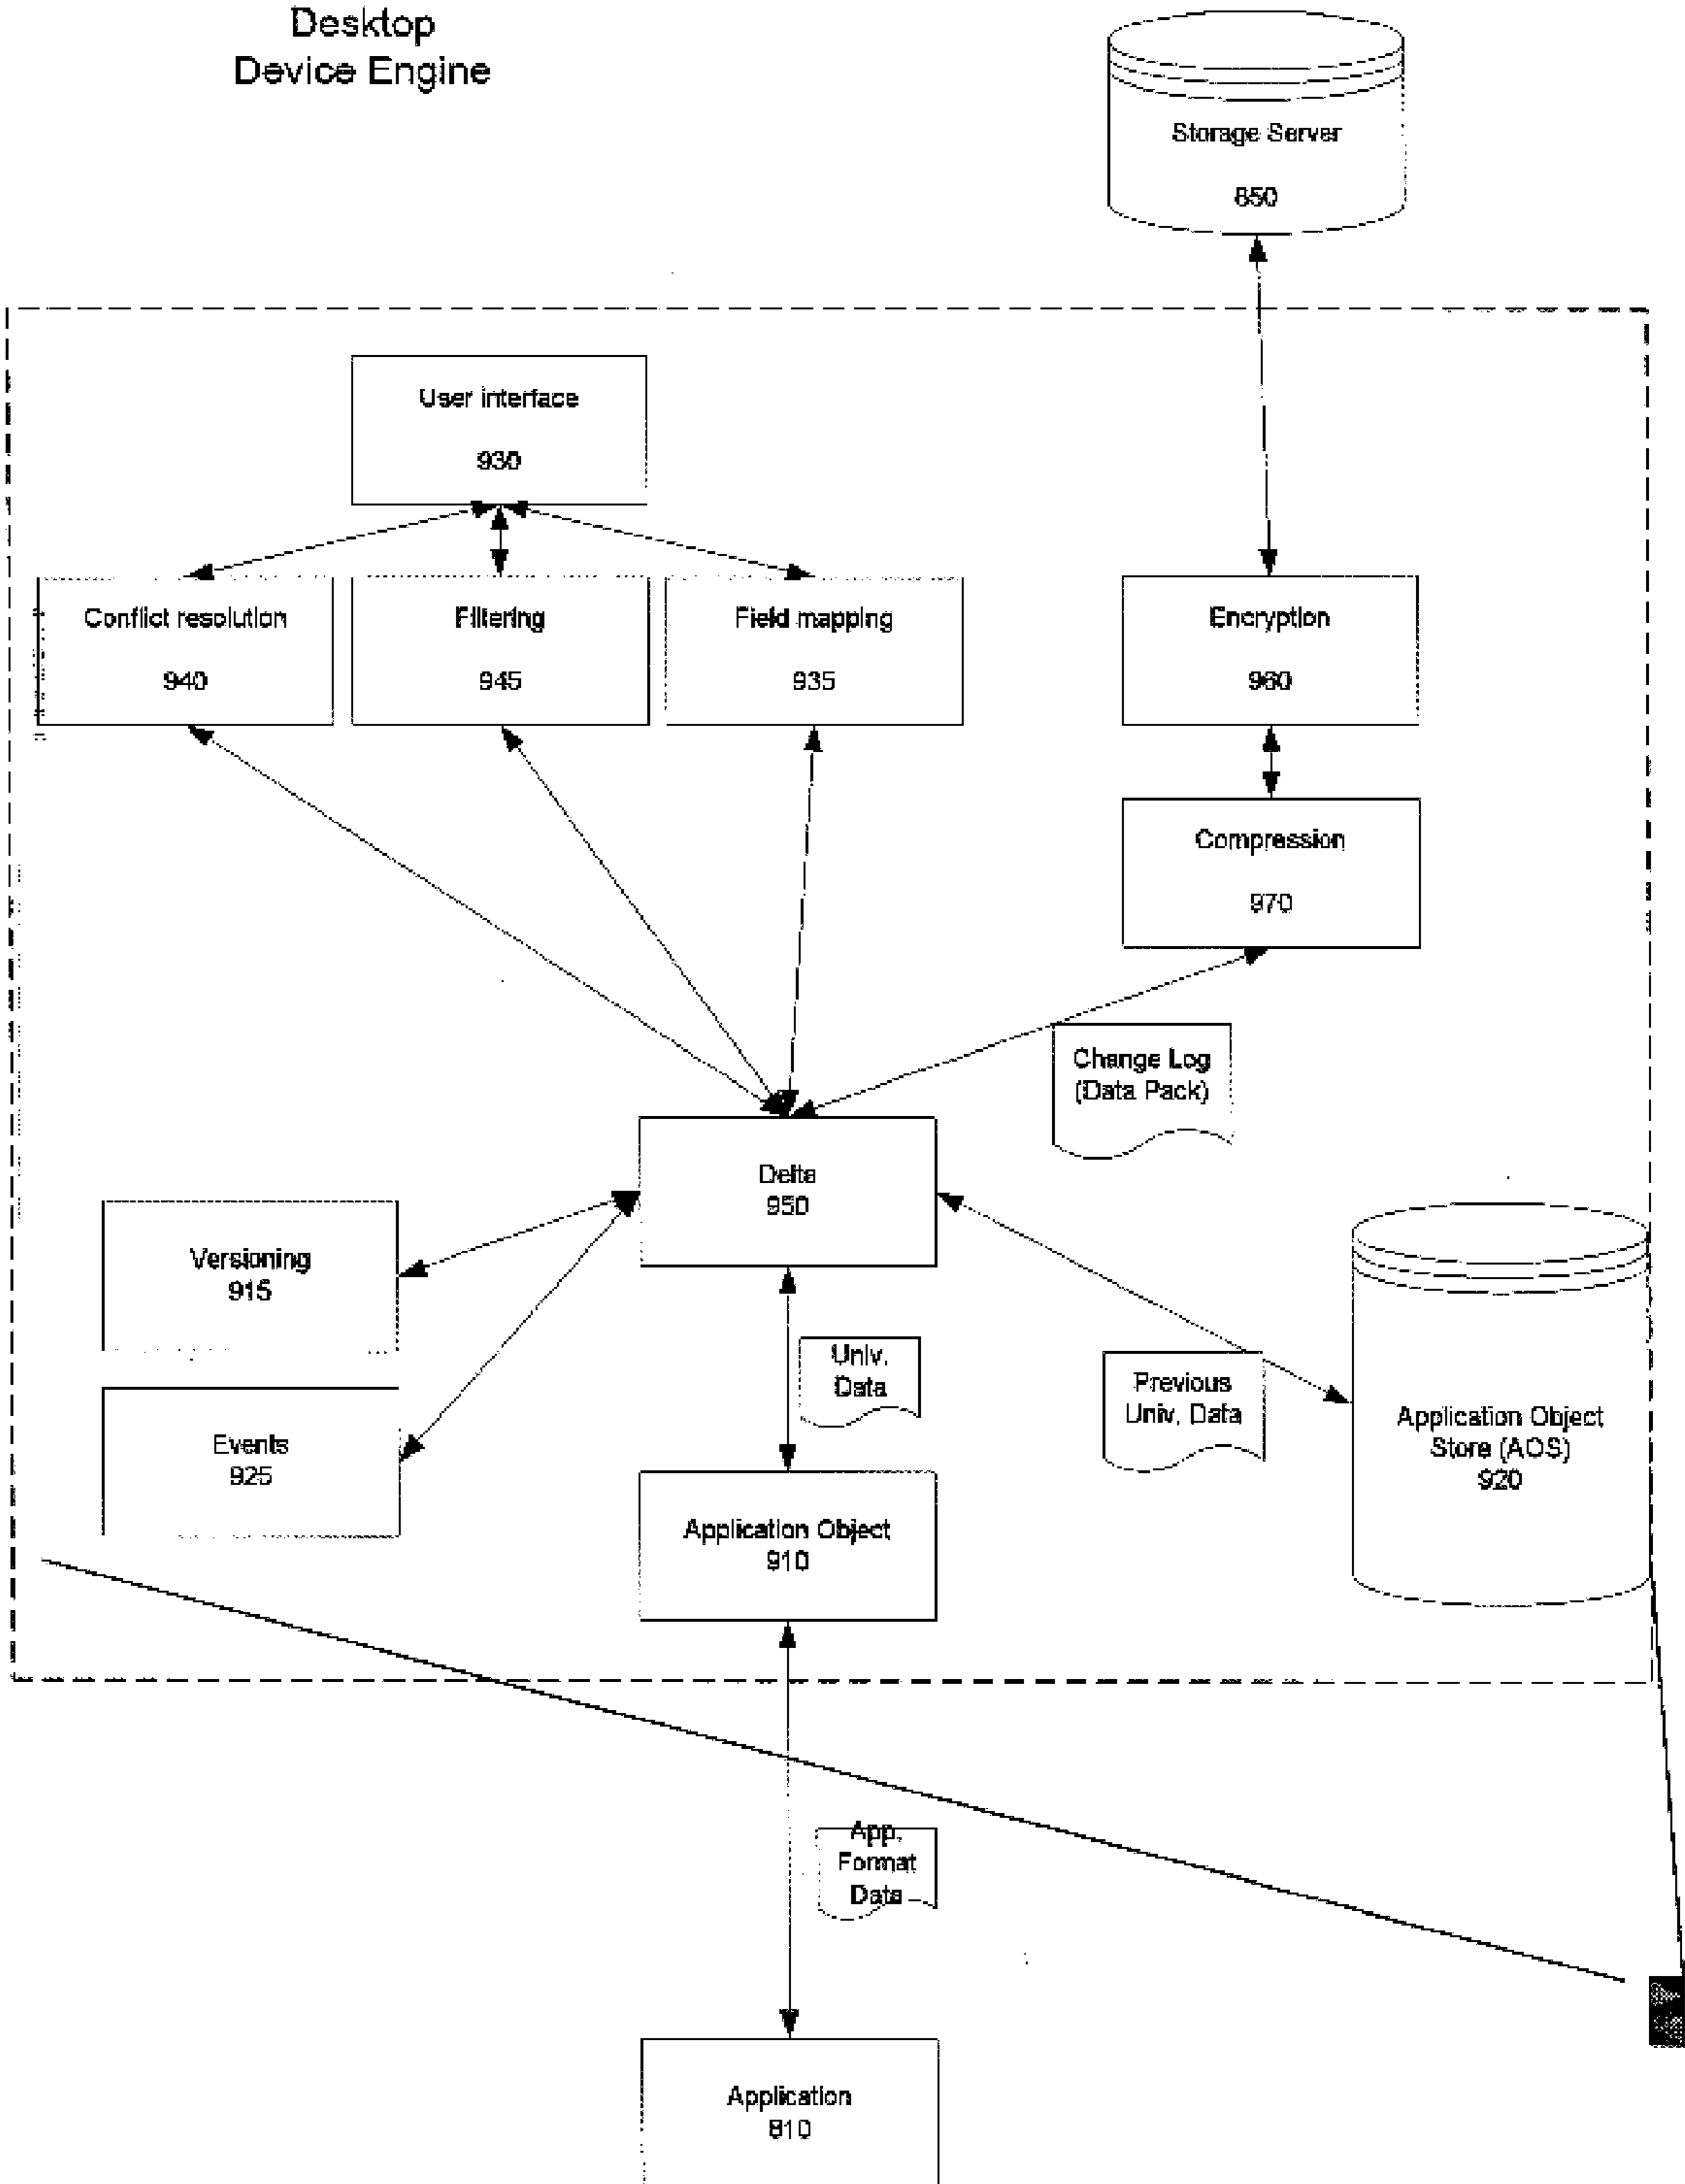 Desktop
Device Engine
Storage Server
850
User interface
930
Conflict resolution
940
Filtering
945
Field mapping
935
Encryption
960
Compression
970
Change Log
(Data Pack)
Delta
950
Versioning
915
Events
925
Univ.
Data
Previous
Univ. Data
Application Object
Store (AOS)
920
Application Object
910
App.
Format
Data
Application
810